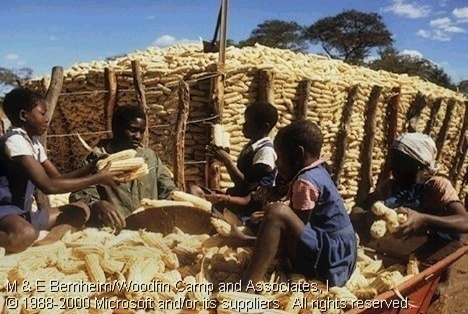 M & E Bernheim/Woodfin Camp and Associates, I
© 1988-2000 Microsoft and/or its suppliers. All rights reserved.